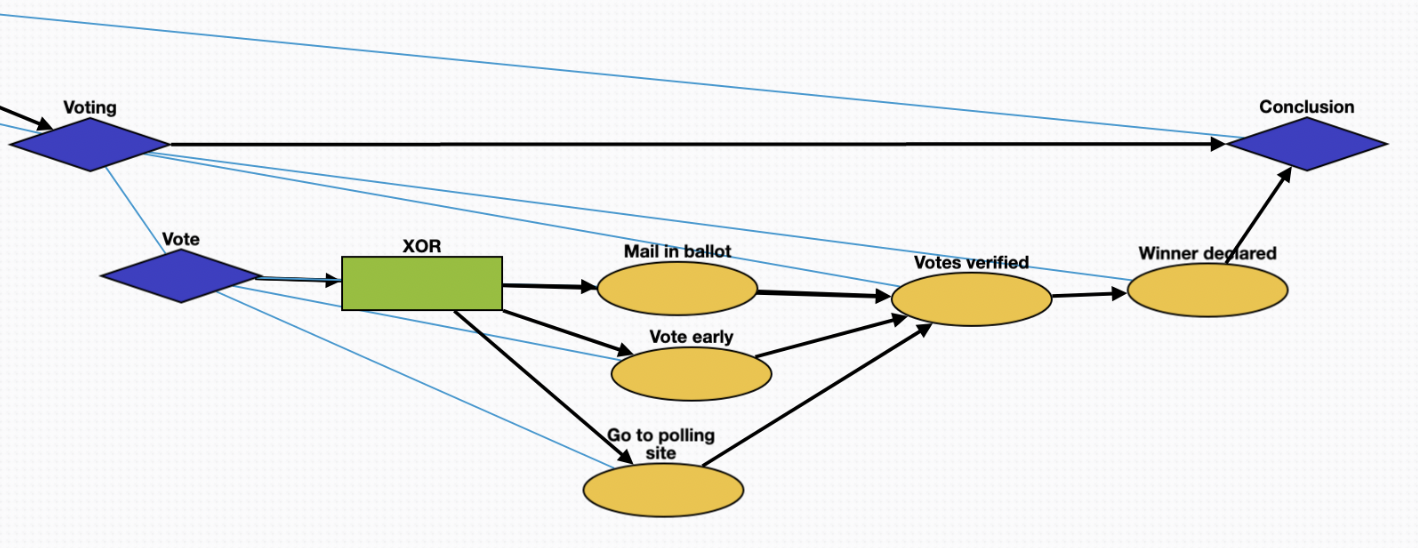 Voting
Conclusion
Vote
XOR
Mail in ballot
Votes verified
Winner declared
Vote early
Go to polling
site